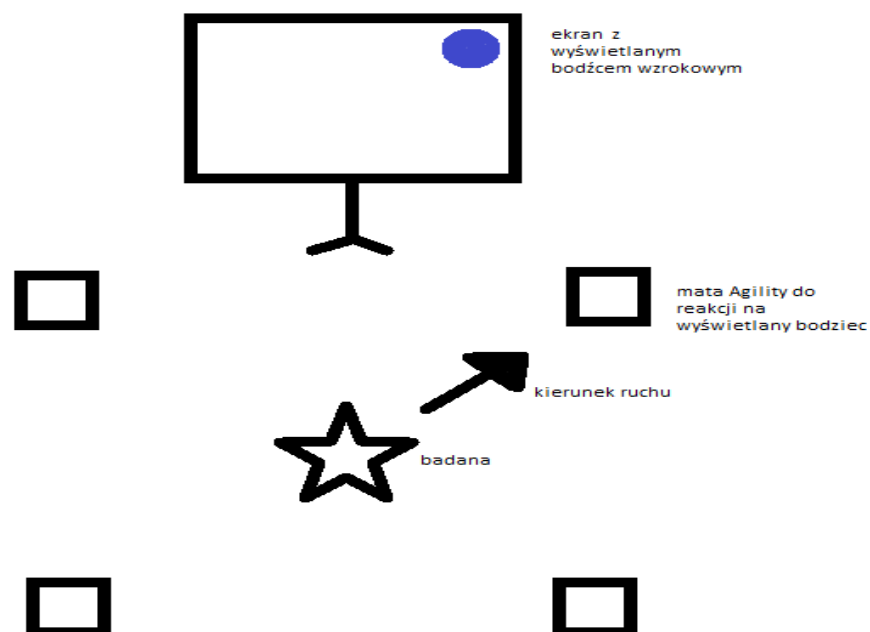 ekran z
wyświetlanym
bodźcem wzrokowym
mata Agility do
reakcji na
wyświetlany bodziec
kierunek ruchu
badana